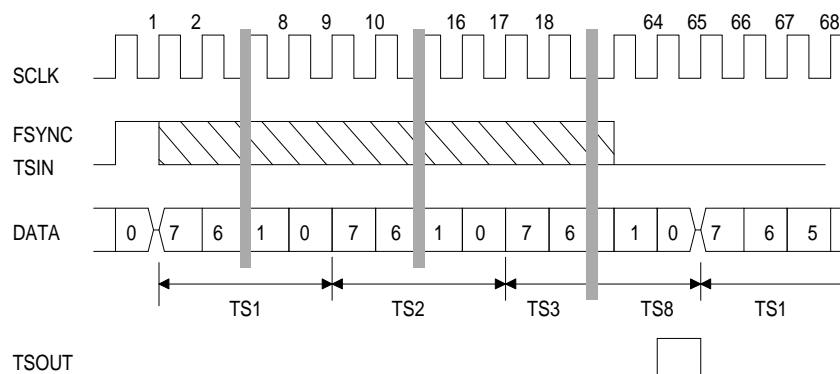 1 2 8 9 10 16 17 18 64 65 66 67 68
SCLK
FSYNC
TSIN
DATA 0 7 6 1 0 7 6 1 0 7 6 1 0 7 6 5
TS1 TS2 TS3 TS8 TS1
TSOUT